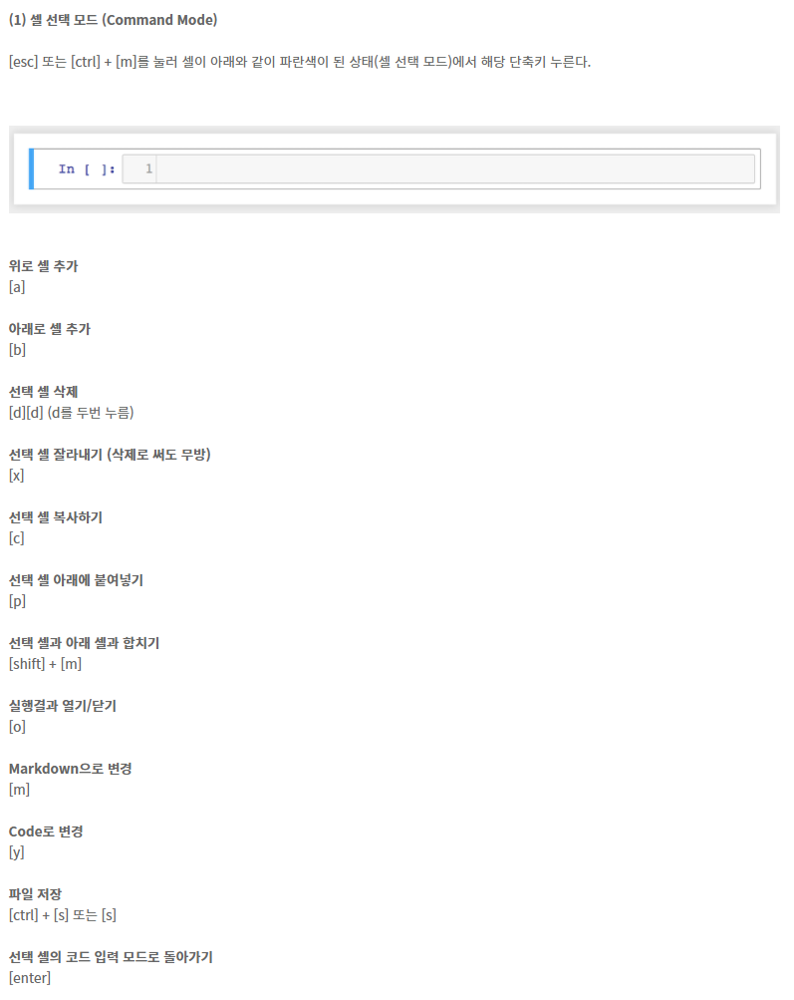 (1) 셀 선택 모드 (Command Mode)
[esc] 또는 [ctrl] + [m]를 눌러 셀이 아래와 같이 파란색이 된 상태(셀 선택 모드)에서 해당 단축키 누른다.
In [ ]: 1
위로 셀 추가
[a]
아래로 셀 추가
[b]
선택 셀 삭제
[d][d] (d를 두번 누름)
선택 셀 잘라내기 (삭제로 써도 무방)
[x]
선택 셀 복사하기
[c]
선택 셀 아래에 붙여넣기
[p]
선택 셀과 아래 셀과 합치기
[shift] + [m]
실행결과 열기/닫기
[o]
Markdown으로 변경
[m]
Code로 변경
[y]
파일 저장
[ctrl] + [s] 또는 [s]
선택 셀의 코드 입력 모드로 돌아가기
[enter]